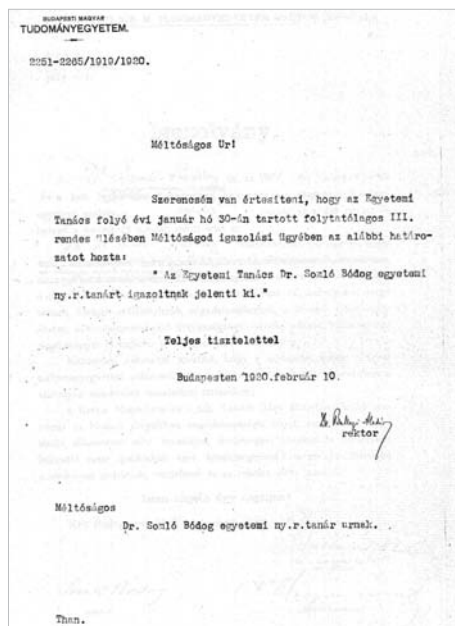 BUDAPESTI MAGYAR
TUDOMÁNYEGYETEM.
2251-2265/1919/1920.
Méltóságos Ur!
Szerencsém van értesíteni, hogy az Egyetemi
Tanács folyó évi január hó 30-án tartott folytatólagos III.
rendes ülésében Méltóságod igazolási ügyében az alábbi határo-
zatot hozta:
" Az Egyetemi Tanács Dr. Somló Bódog egyetemi
ny.r.tanárt igazoltnak jelenti ki."
Teljes tisztelettel
Budapesten 1920.február 10.
rektor
Méltóságos
Dr. Somló Bódog egyetemi ny.r.tanár urnak.
Than.